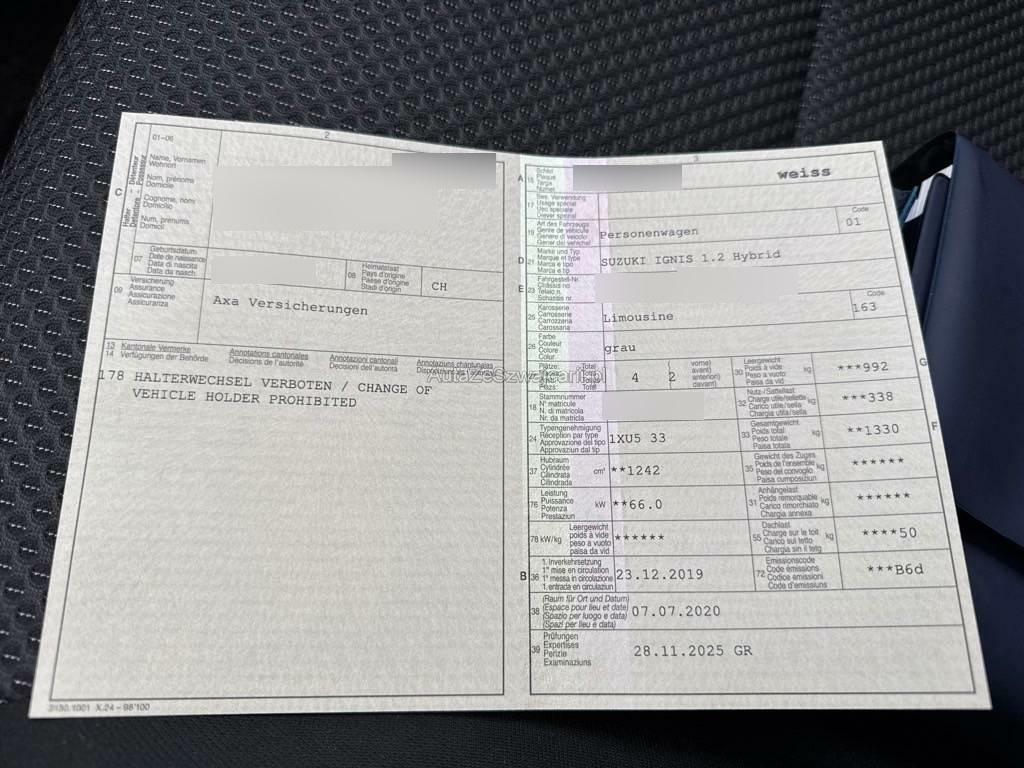 2
01-06
C
Halter - Détenteur
Detentore - Possessur
Name, Vornamen
Wohnort
Nom, prénoms
Domicile
Cognome, nomi
Domicilio
Num, prenums
Domicil
07
Geburtsdatum
Date de naissance
Data di nascita
Data da nasch.
08
Heimatstaat
Pays d'origine
Paese d'origine
Stadi d'origin
CH
09
Versicherung
Assurance
Assicurazione
Assicuranza
Axa Versicherungen
13
14
Kantonale Vermerke
Verfügungen der Behörde
Annotations cantonales
Décisions de l'autorité
Annotazioni cantonali
Decisioni dell'autorità
Annotaziuns chantunalas
178 HALTERWECHSEL VERBOTEN / CHANGE OF
VEHICLE HOLDER PROHIBITED
3130.1001 X.24 - 98'100
3
A
15
Schild
Plaque
Targa
Numer
weiss
17
Bes. Verwendung
Usage spécial
Uso speciale
Diever spezial
19
Art des Fahrzeugs
Genre de véhicule
Genere di veicolo
Gener dal vehichel
Personenwagen
Code
01
D
21
Marke und Typ
Marque et type
Marca e tipo
Marca e tip
SUZUKI IGNIS 1.2 Hybrid
E
23
Fahrgestell-Nr.
Châssis no
Telaio n.
Schassis nr.
25
Karosserie
Carrosserie
Carrozzeria
Carossaria
Limousine
Code
163
26
Farbe
Couleur
Colore
Colur
grau
Plätze:
Total
4
2
vorne)
avant)
anteriori)
davant)
30
Leergewicht
Poids à vide
Peso a vuoto
Paisa da vid
kg
***992
G
18
Stammnummer
N° matricule
N. di matricola
Nr. da matricla
32
Nutz-/Sattellast
Charge utile/sellette
Carico utile/sella
Chargia utila/sella
kg
***338
24
Typengenehmigung
Réception par type
Approvazione del tipo
Approvaziun dal tip
1XU5 33
33
Gesamtgewicht
Poids total
Peso totale
Paisa totala
kg
**1330
F
37
Hubraum
Cylindrée
Cilindrata
Cilindrada
cm³
**1242
35
Gewicht des Zuges
Poids de l'ensemble
Peso del convoglio
Paisa cumposiziun
kg
******
76
Leistung
Puissance
Potenza
Prestaziun
kW
**66.0
31
Anhängelast
Poids remorquable
Carico rimorchiato
Chargia annexa
kg
******
78 kW/kg
Leergewicht
poids à vide
peso a vuoto
paisa da vid
******
55
Dachlast
Charge sur le toit
Carico sul tetto
Chargia sin il tetg
kg
****50
B
36
1. Inverkehrsetzung
1re mise en circulation
1a messa in circolazione
1. entrada en circulaziun
23.12.2019
72
Emissionscode
Code émissions
Codice emissioni
Code d'emissiuns
***B6d
38
(Raum für Ort und Datum)
(Espace pour lieu et date)
(Spazio per luogo e data)
(Spazi per lieu e data)
07.07.2020
39
Prüfungen
Expertises
Perizie
Examinaziuns
28.11.2025 GR